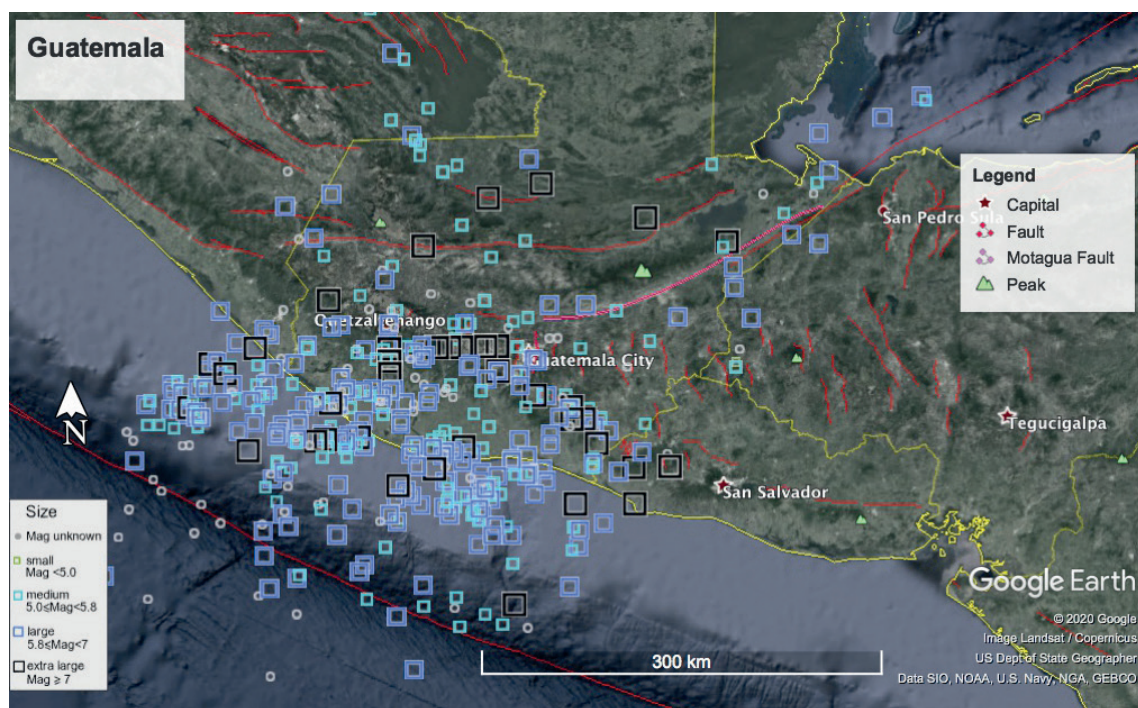 Guatemala
Legend
Capital
Fault
Motagua Fault
Peak
San Pedro Sula
Quetzaltenango
Guatemala City
Tegucigalpa
San Salvador
N
Size
Mag unknown
small
Mag <5.0
medium
5.0≤Mag<5.8
large
5.8≤Mag<7
extra large
Mag ≥ 7
300 km
Google Earth
© 2020 Google
Image Landsat / Copernicus
US Dept of State Geographer
Data SIO, NOAA, U.S. Navy, NGA, GEBCO